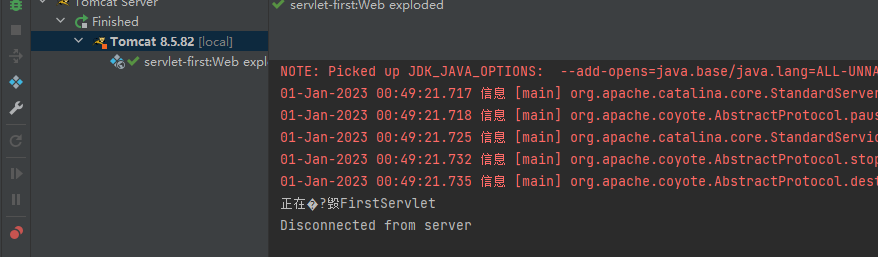 Tomcat Server
servlet-first:Web exploded
Finished
Tomcat 8.5.82 [local]
servlet-first:Web expl
NOTE: Picked up JDK_JAVA_OPTIONS:  --add-opens=java.base/java.lang=ALL-UNNA
01-Jan-2023 00:49:21.717 信息 [main] org.apache.catalina.core.StandardServer
01-Jan-2023 00:49:21.718 信息 [main] org.apache.coyote.AbstractProtocol.paus
01-Jan-2023 00:49:21.725 信息 [main] org.apache.catalina.core.StandardServic
01-Jan-2023 00:49:21.732 信息 [main] org.apache.coyote.AbstractProtocol.stop
01-Jan-2023 00:49:21.735 信息 [main] org.apache.coyote.AbstractProtocol.dest
正在�?毁FirstServlet
Disconnected from server